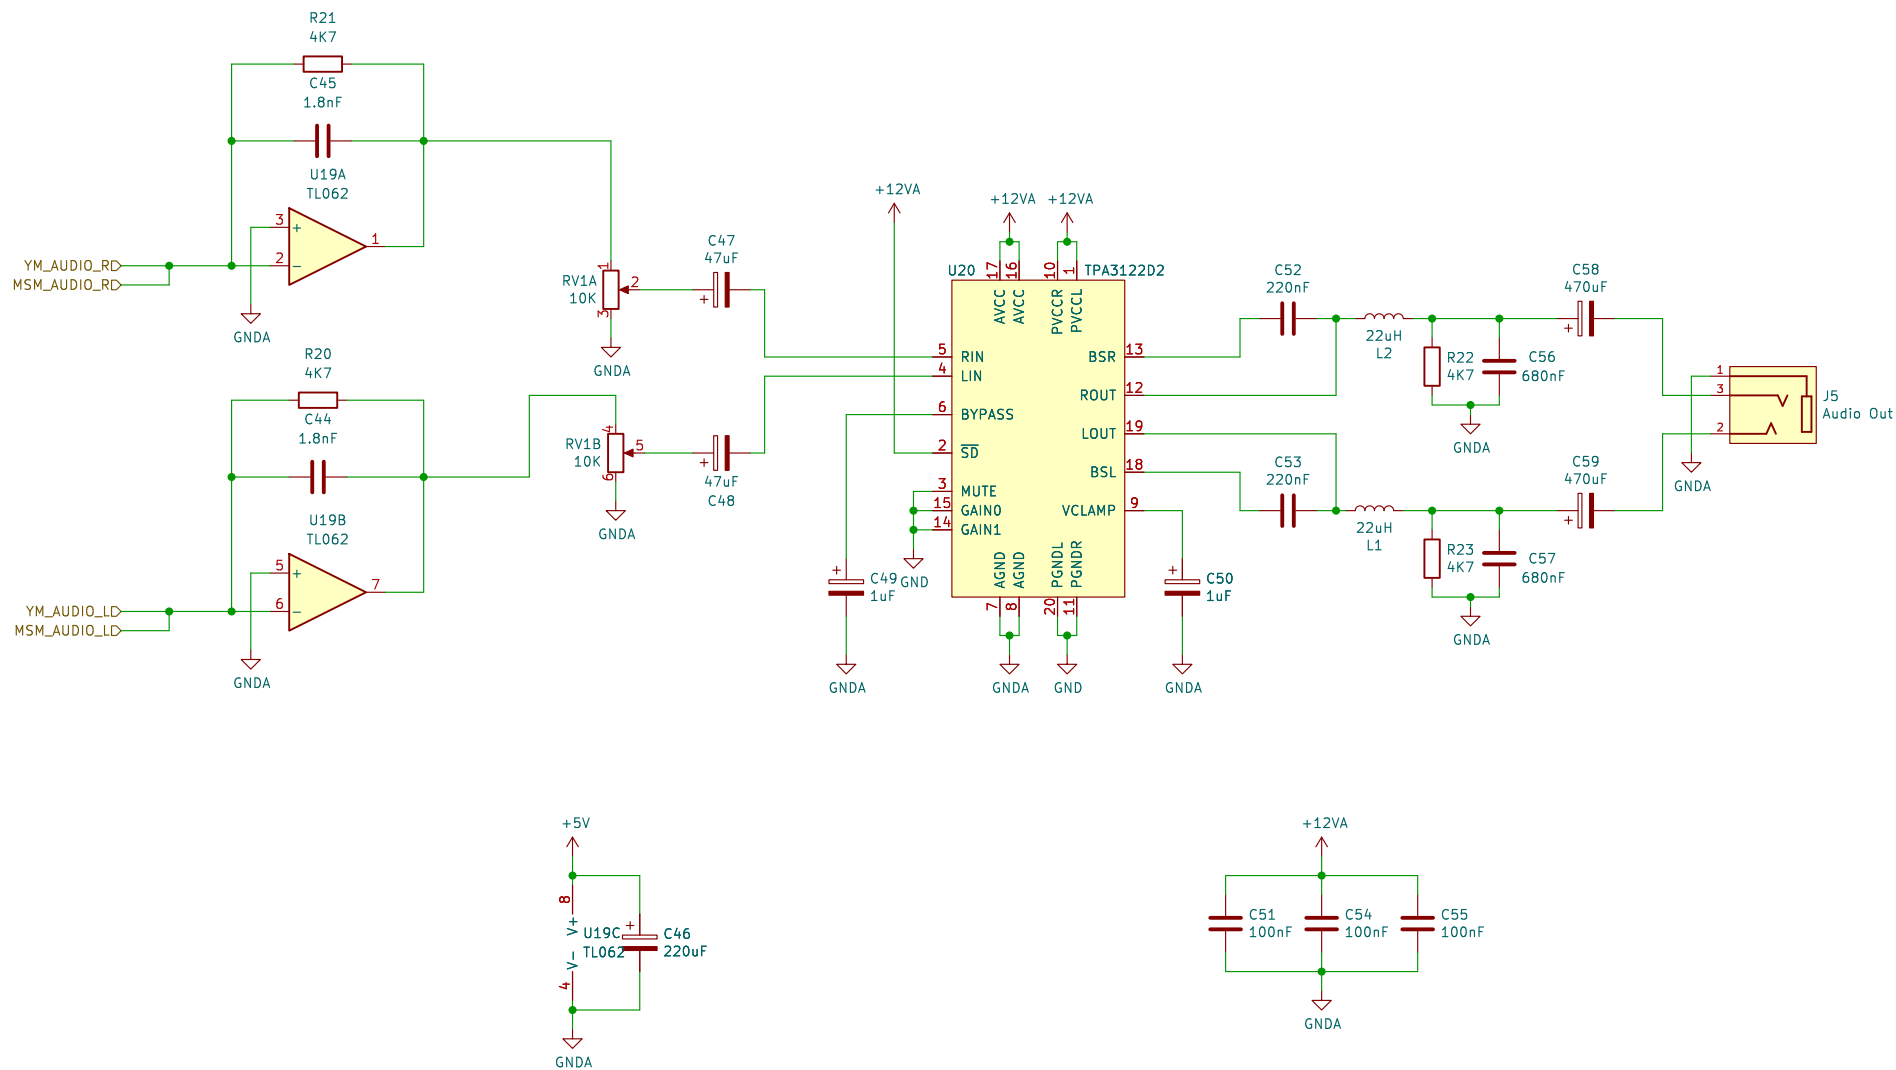 R21
4K7
C45
1.8nF
U19A
TL062
3
+
2
−
1
YM_AUDIO_R
MSM_AUDIO_R
GNDA
R20
4K7
C44
1.8nF
U19B
TL062
5
+
6
−
7
YM_AUDIO_L
MSM_AUDIO_L
GNDA
RV1A
10K
1
2
3
GNDA
RV1B
10K
4
5
6
GNDA
C47
47uF
+
+
47uF
C48
+12VA
+12VA
+12VA
U20
TPA3122D2
17
16
10
1
AVCC
AVCC
PVCCR
PVCCL
5
RIN
4
LIN
6
BYPASS
2
SD
3
MUTE
15
GAIN0
14
GAIN1
BSR
13
ROUT
12
LOUT
19
BSL
18
VCLAMP
9
AGND
AGND
PGNDL
PGNDR
7
8
20
11
GNDA
GND
GND
+
C49
1uF
GNDA
+
C50
1uF
GNDA
C52
220nF
C53
220nF
22uH
L2
22uH
L1
R22
4K7
C56
680nF
GNDA
R23
4K7
C57
680nF
GNDA
C58
470uF
+
C59
470uF
+
1
3
2
J5
Audio Out
GNDA
+5V
8
V+
V-
4
U19C
TL062
+
C46
220uF
GNDA
+12VA
C51
100nF
C54
100nF
C55
100nF
GNDA